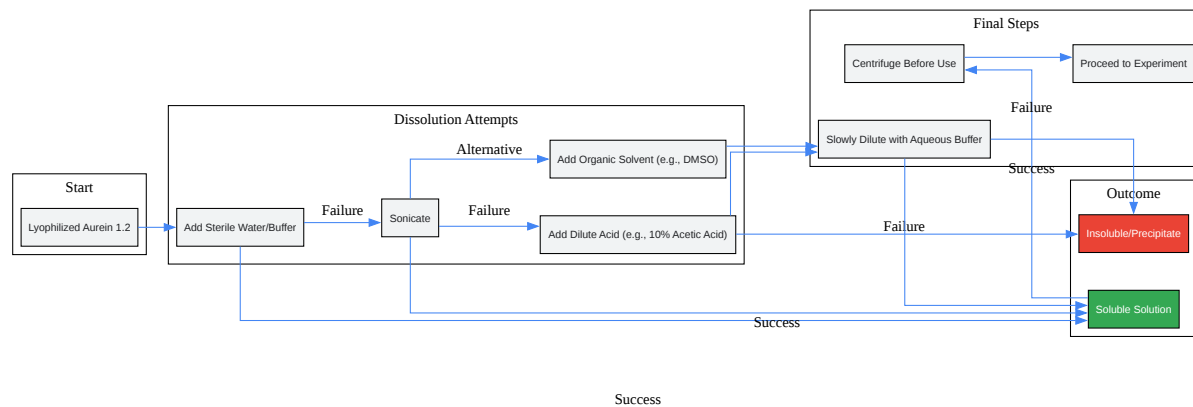 Final Steps
Centrifuge Before Use
Proceed to Experiment
Failure
Dissolution Attempts
Slowly Dilute with Aqueous Buffer
Alternative
Add Organic Solvent (e.g., DMSO)
Success
Start
Outcome
Lyophilized Aurein 1.2
Add Sterile Water/Buffer
Failure
Sonicate
Failure
Add Dilute Acid (e.g., 10% Acetic Acid)
Failure
Insoluble/Precipitate
Soluble Solution
Success
Success